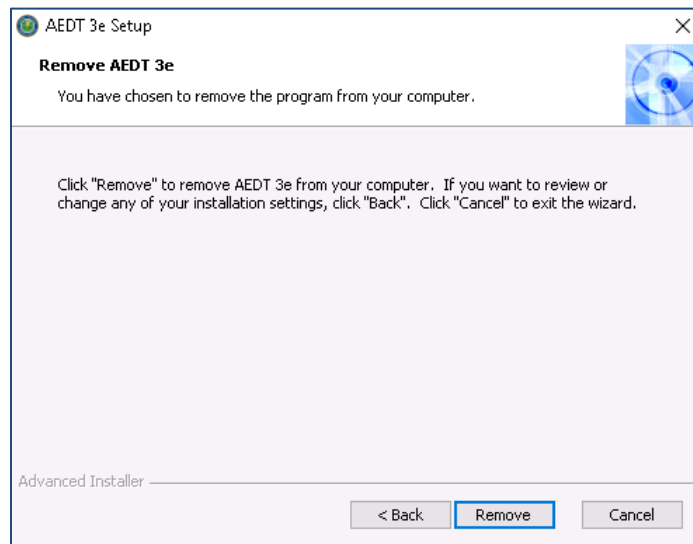 AEDT 3e Setup
Remove AEDT 3e
You have chosen to remove the program from your computer.
Click "Remove" to remove AEDT 3e from your computer.  If you want to review or
change any of your installation settings, click "Back".  Click "Cancel" to exit the wizard.
Advanced Installer
< Back Remove Cancel